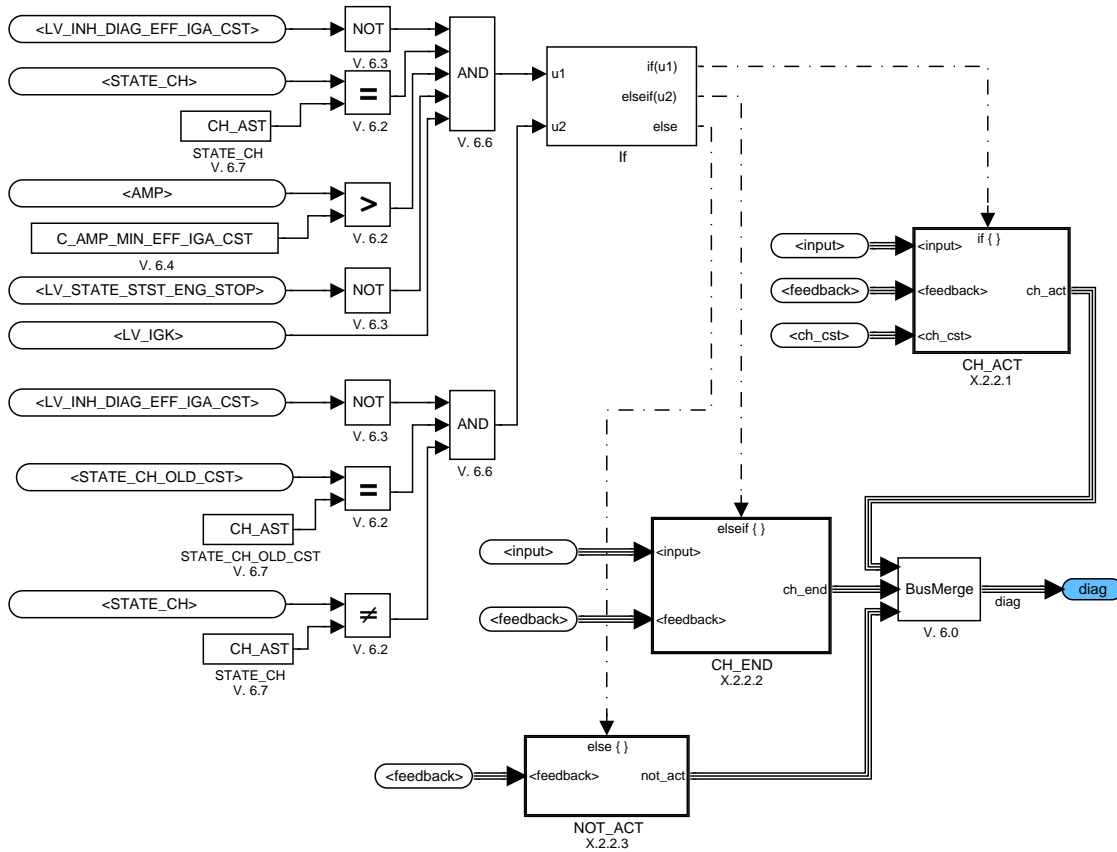 <LV_INH_DIAG_EFF_IGA_CST>
NOT
V. 6.3
<STATE_CH>
=
V. 6.2
CH_AST
STATE_CH
V. 6.7
AND
V. 6.6
<AMP>
>
V. 6.2
C_AMP_MIN_EFF_IGA_CST
V. 6.4
<LV_STATE_STST_ENG_STOP>
NOT
V. 6.3
<LV_IGK>
u1
u2
if(u1)
elseif(u2)
else
If
<LV_INH_DIAG_EFF_IGA_CST>
NOT
V. 6.3
AND
V. 6.6
<STATE_CH_OLD_CST>
=
V. 6.2
CH_AST
STATE_CH_OLD_CST
V. 6.7
<STATE_CH>
≠
V. 6.2
CH_AST
STATE_CH
V. 6.7
<input>
<feedback>
<ch_cst>
if { }
<input>
<feedback>
<ch_cst>
ch_act
CH_ACT
X.2.2.1
<input>
<feedback>
elseif { }
<input>
<feedback>
ch_end
CH_END
X.2.2.2
<feedback>
else { }
<feedback>
not_act
NOT_ACT
X.2.2.3
BusMerge
V. 6.0
diag
diag